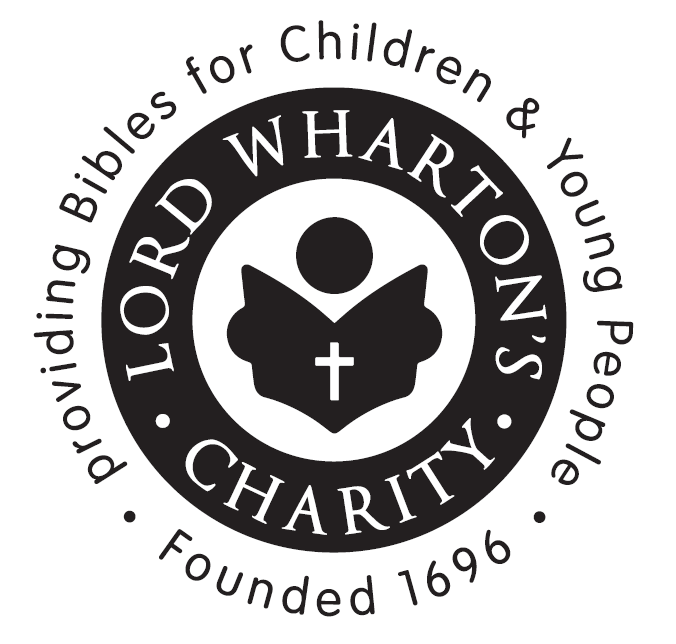 providing Bibles for Children & Young People
LORD WHARTON'S
• CHARITY •
• Founded 1696 •